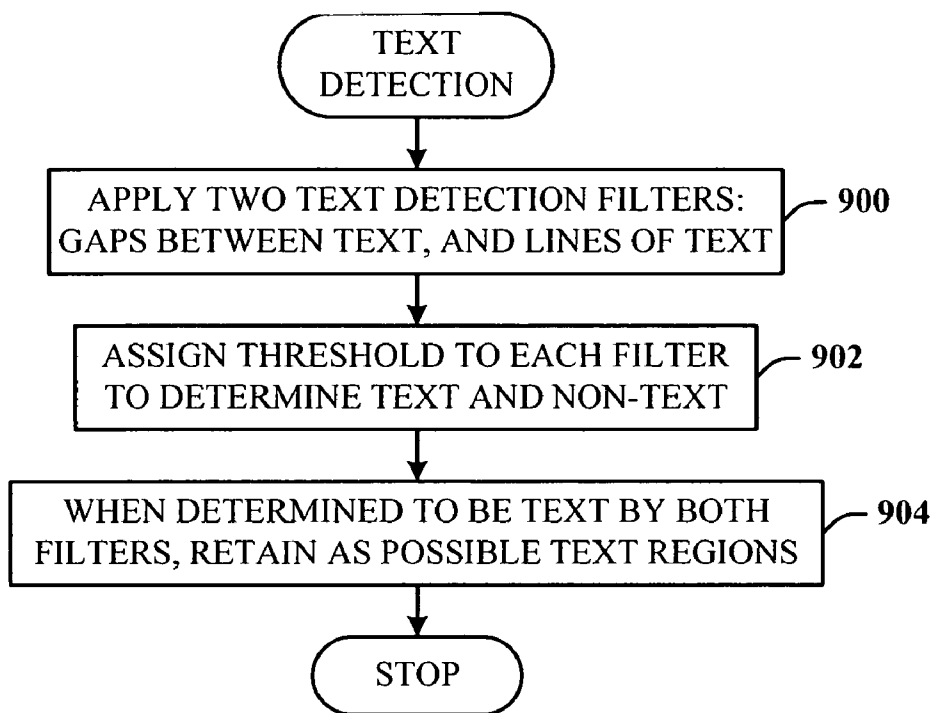 TEXT
DETECTION
APPLY TWO TEXT DETECTION FILTERS:
GAPS BETWEEN TEXT, AND LINES OF TEXT
900
ASSIGN THRESHOLD TO EACH FILTER
TO DETERMINE TEXT AND NON-TEXT
902
WHEN DETERMINED TO BE TEXT BY BOTH
FILTERS, RETAIN AS POSSIBLE TEXT REGIONS
904
STOP